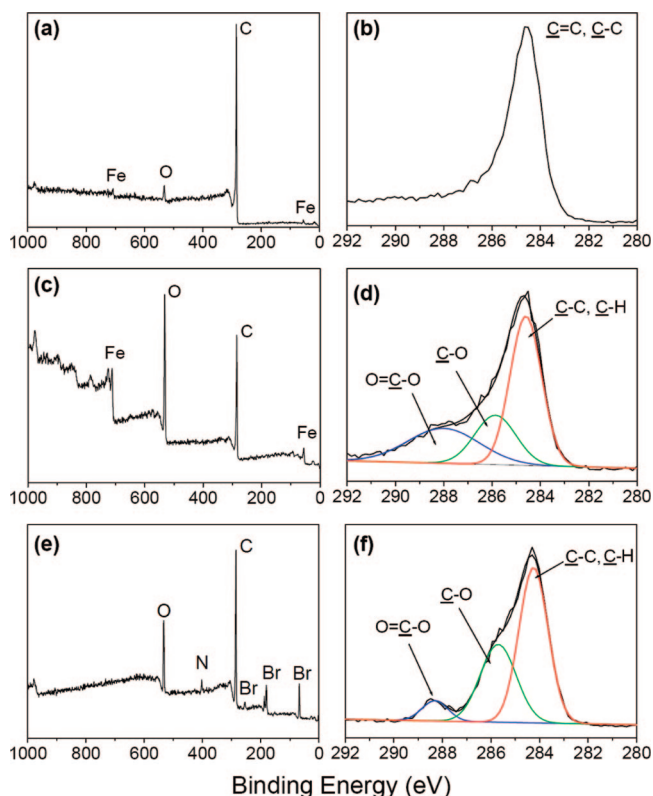 (a)
C
Fe
O
Fe
1000 800 600 400 200 0
(b)
C=C, C-C
292 290 288 286 284 282 280
(c)
O
C
Fe
Fe
1000 800 600 400 200 0
(d)
C-C, C-H
C-O
O=C-O
292 290 288 286 284 282 280
(e)
C
O
N
Br
Br
Br
1000 800 600 400 200 0
(f)
C-C, C-H
C-O
O=C-O
292 290 288 286 284 282 280
Binding Energy (eV)